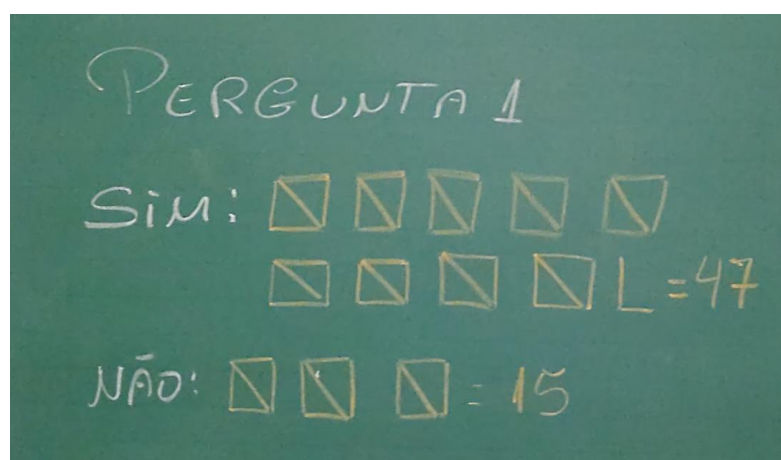 PERGUNTA 1
SIM:
L = 47
NÃO: = 15